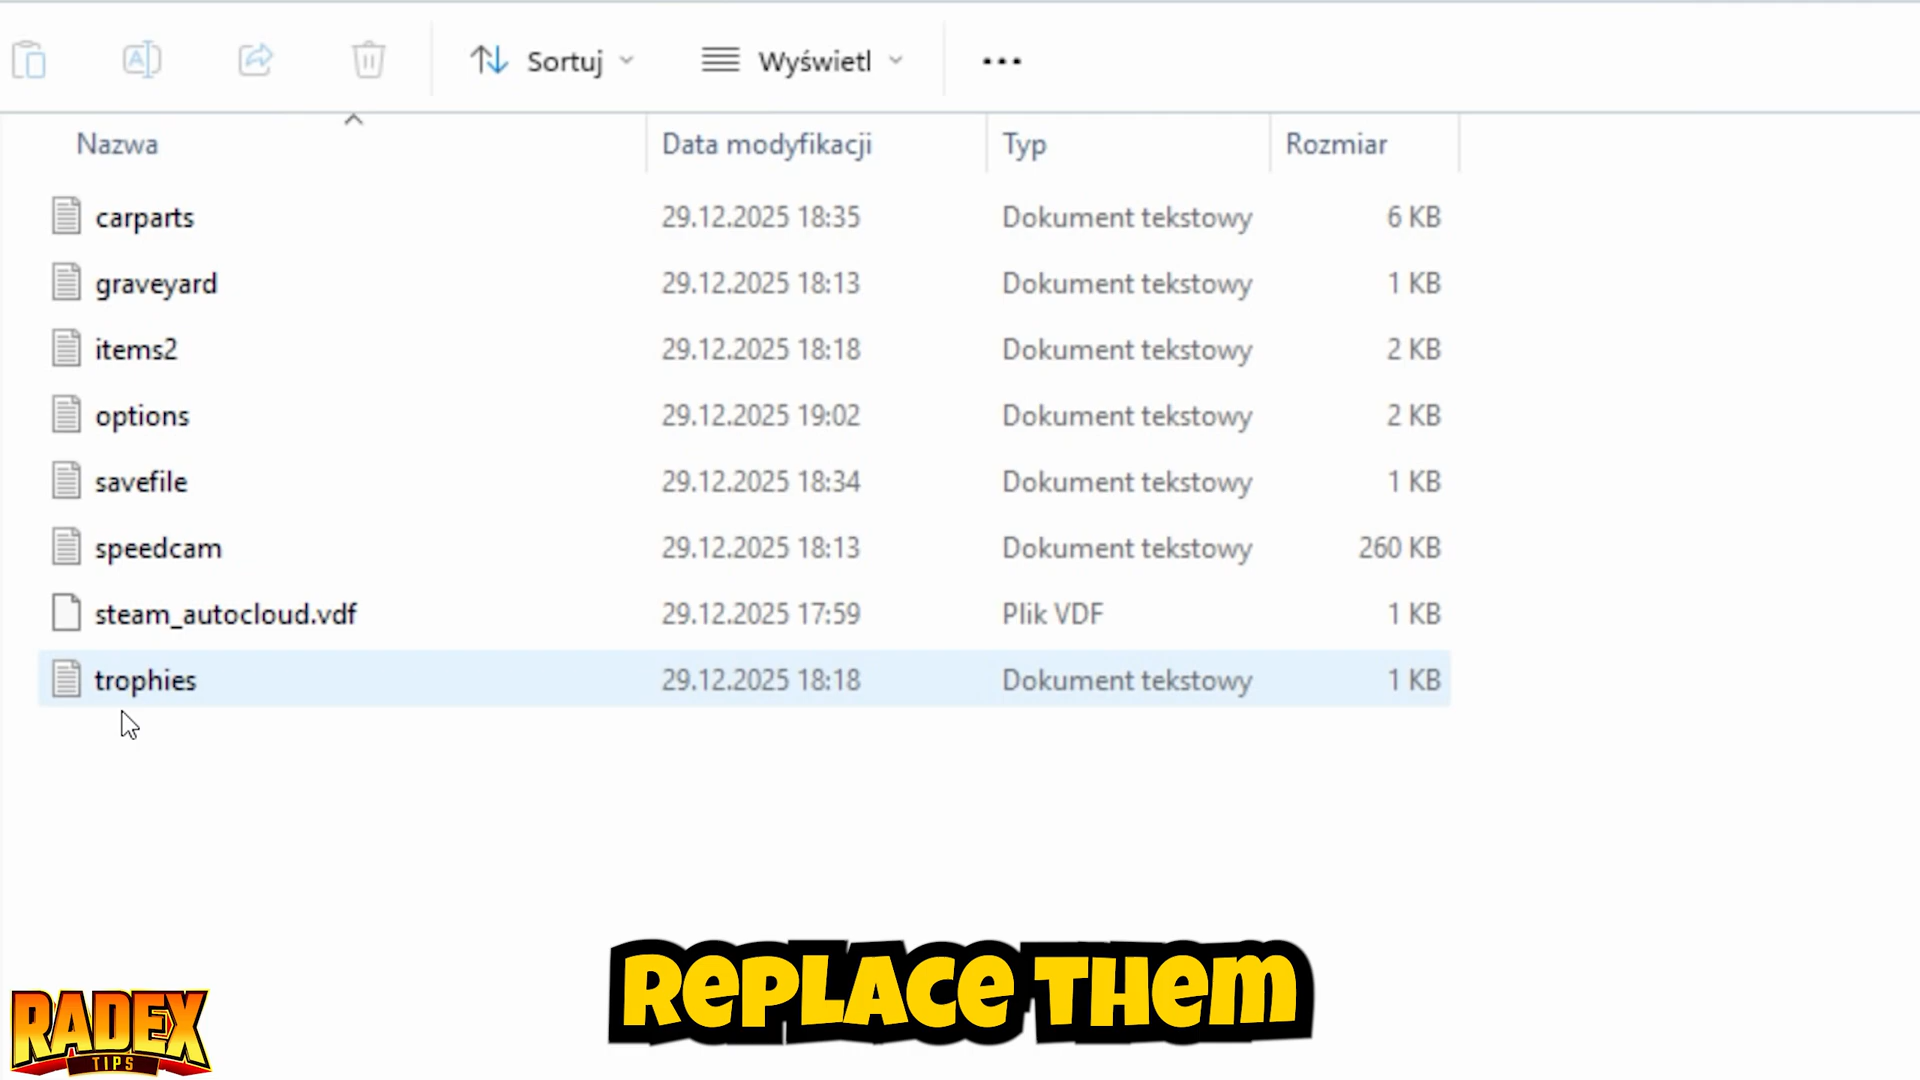 Sortuj Wyświetl
Nazwa Data modyfikacji Typ Rozmiar
carparts 29.12.2025 18:35 Dokument tekstowy 6 KB
graveyard 29.12.2025 18:13 Dokument tekstowy 1 KB
items2 29.12.2025 18:18 Dokument tekstowy 2 KB
options 29.12.2025 19:02 Dokument tekstowy 2 KB
savefile 29.12.2025 18:34 Dokument tekstowy 1 KB
speedcam 29.12.2025 18:13 Dokument tekstowy 260 KB
steam_autocloud.vdf 29.12.2025 17:59 Plik VDF 1 KB
trophies 29.12.2025 18:18 Dokument tekstowy 1 KB
REPLACE THEM
RADEX
TIPS